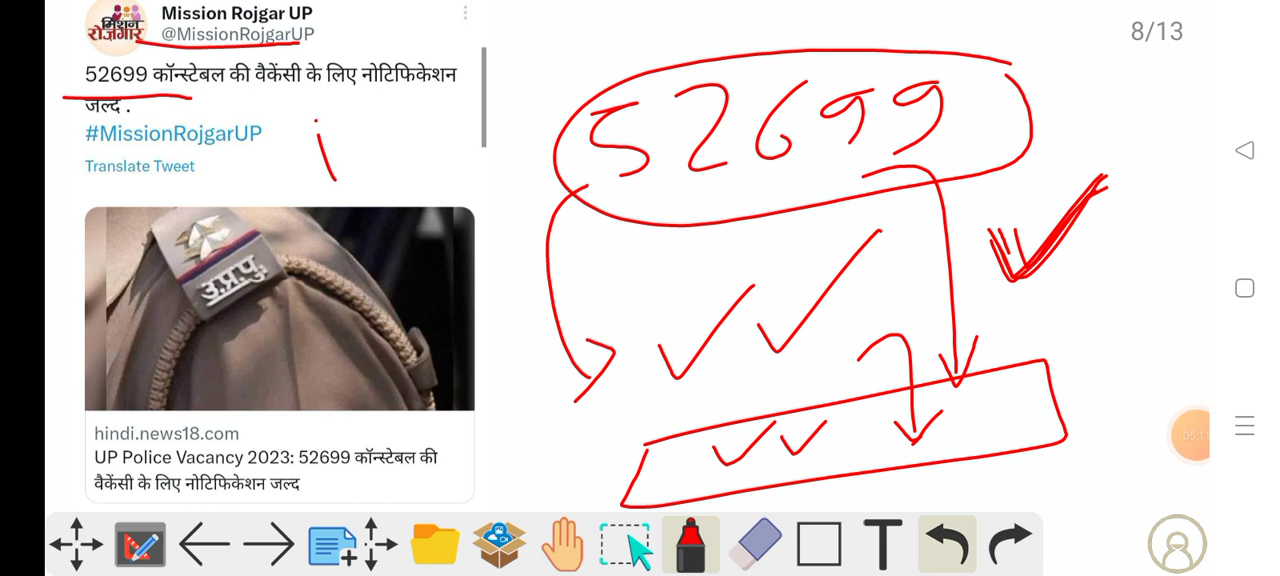 मिशन
रोजगार
Mission Rojgar UP
@MissionRojgarUP
8/13
52699 कॉन्स्टेबल की वैकेंसी के लिए नोटिफिकेशन
जल्द .
#MissionRojgarUP
Translate Tweet
52699
उ.प्र.पु.
hindi.news18.com
UP Police Vacancy 2023: 52699 कॉन्स्टेबल की
वैकेंसी के लिए नोटिफिकेशन जल्द
T